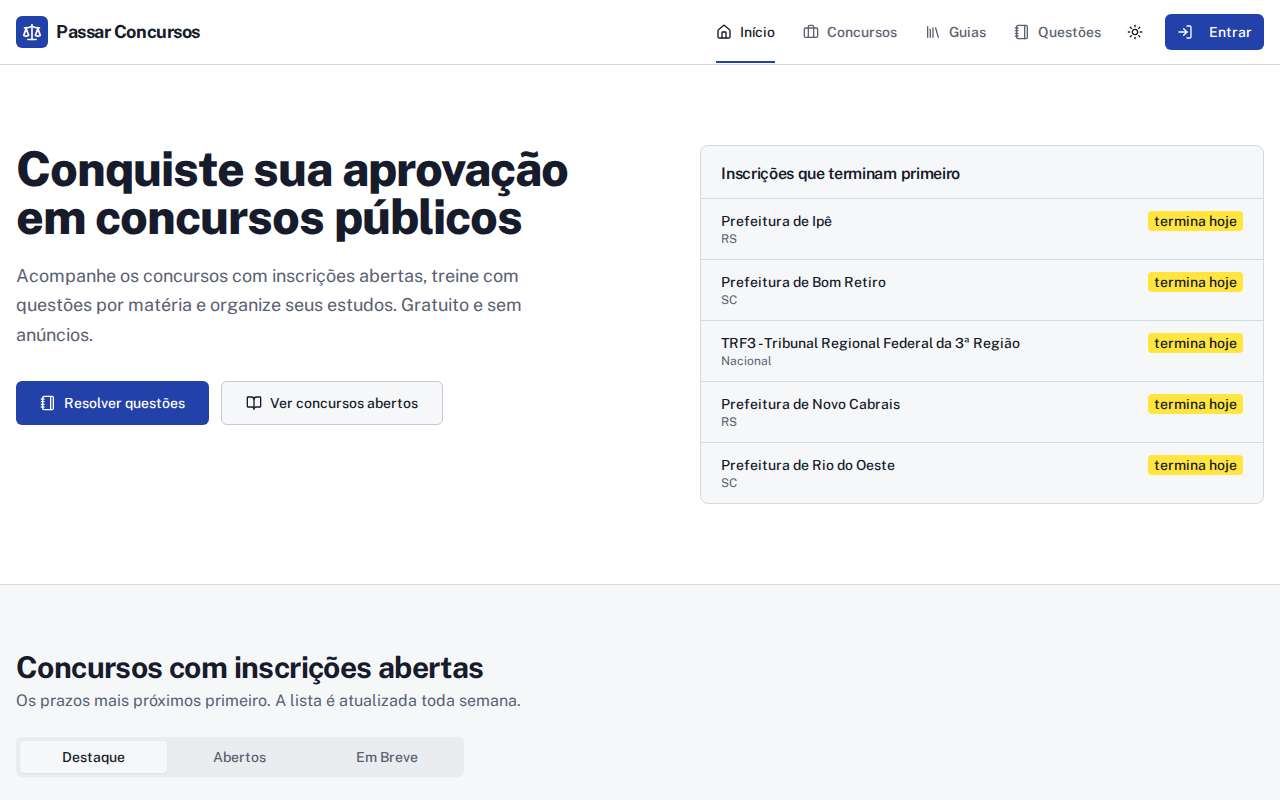 Passar Concursos
Início
Concursos
Guias
Questões
Entrar
Conquiste sua aprovação
em concursos públicos
Acompanhe os concursos com inscrições abertas, treine com
questões por matéria e organize seus estudos. Gratuito e sem
anúncios.
Resolver questões
Ver concursos abertos
Inscrições que terminam primeiro
Prefeitura de Ipê
termina hoje
RS
Prefeitura de Bom Retiro
termina hoje
SC
TRF3 - Tribunal Regional Federal da 3ª Região
termina hoje
Nacional
Prefeitura de Novo Cabrais
termina hoje
RS
Prefeitura de Rio do Oeste
termina hoje
SC
Concursos com inscrições abertas
Os prazos mais próximos primeiro. A lista é atualizada toda semana.
Destaque
Abertos
Em Breve